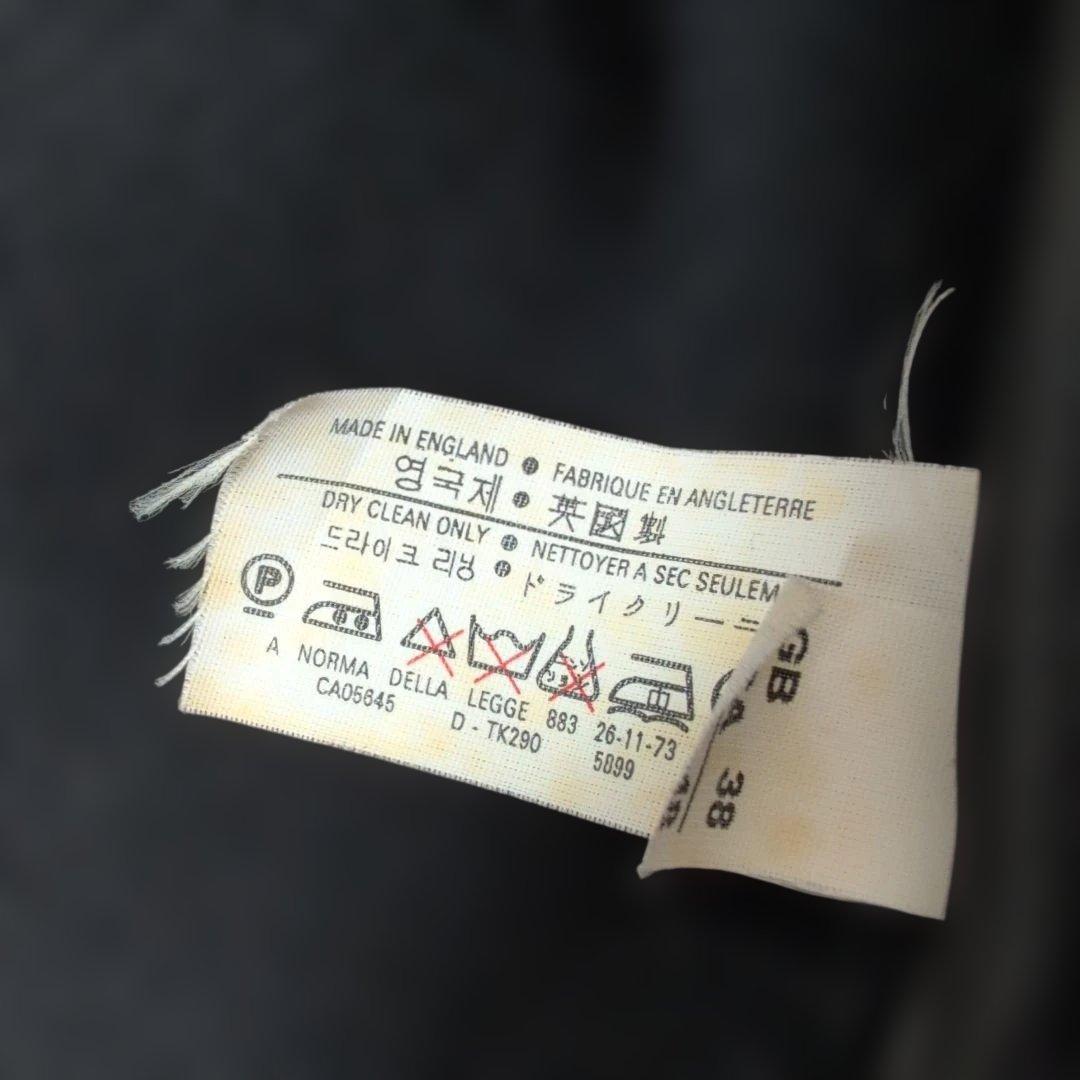 MADE IN ENGLAND ● FABRIQUE EN ANGLETERRE
영국제 ● 英國製
DRY CLEAN ONLY ● NETTOYER A SEC SEULEM
드라이크 리닝 ● ドライクリーニ
P
A NORMA DELLA LEGGE 883 26-11-73
CA05645 D - TK290 5899
GB
38